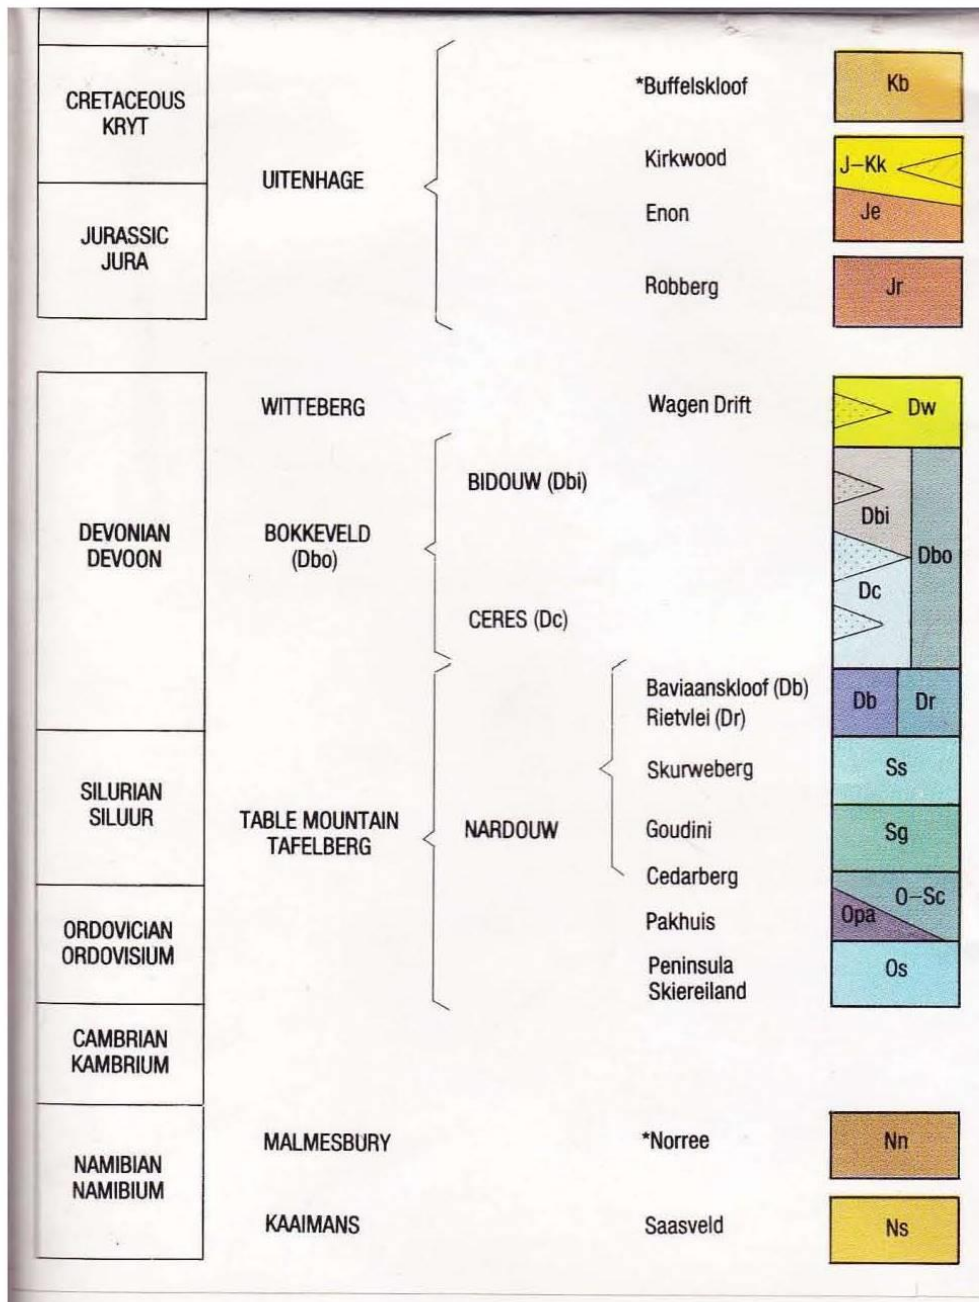 CRETACEOUS
KRYT
UITENHAGE
*Buffelskloof
Kb
Kirkwood
J-Kk
JURASSIC
JURA
Enon
Je
Robberg
Jr
DEVONIAN
DEVOON
WITTEBERG
Wagen Drift
Dw
BOKKEVELD
(Dbo)
BIDOUW (Dbi)
Dbi
Dbo
CERES (Dc)
Dc
Baviaanskloof (Db)
Rietvlei (Dr)
Db
Dr
SILURIAN
SILUUR
TABLE MOUNTAIN
TAFELBERG
NARDOUW
Skurweberg
Ss
Goudini
Sg
Cedarberg
O-Sc
ORDOVICIAN
ORDOVISIUM
Pakhuis
Opa
Peninsula
Skiereiland
Os
CAMBRIAN
KAMBRIUM
NAMIBIAN
NAMIBIUM
MALMESBURY
*Norree
Nn
KAAIMANS
Saasveld
Ns